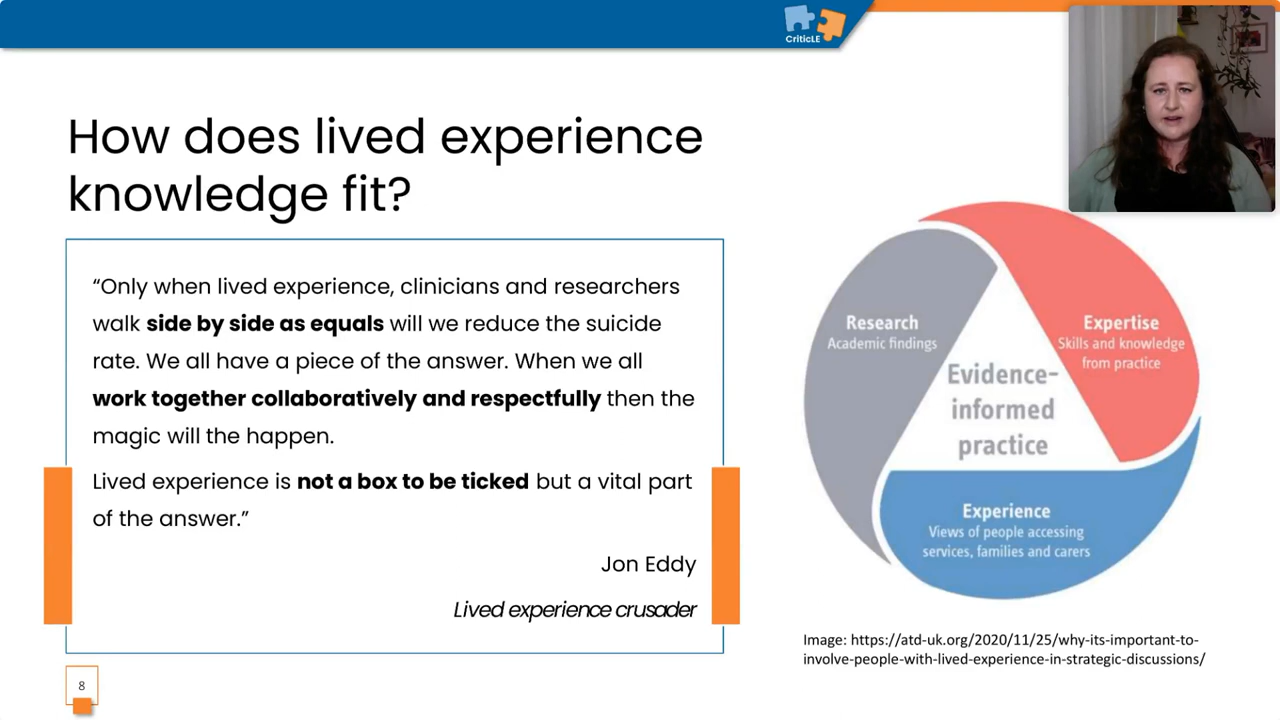 CriticLE
How does lived experience
knowledge fit?
“Only when lived experience, clinicians and researchers
walk side by side as equals will we reduce the suicide
rate. We all have a piece of the answer. When we all
work together collaboratively and respectfully then the
magic will the happen.
Lived experience is not a box to be ticked but a vital part
of the answer.”
Jon Eddy
Lived experience crusader
8
Research
Academic findings
Expertise
Skills and knowledge
from practice
Evidence-
informed
practice
Experience
Views of people accessing
services, families and carers
Image: https://atd-uk.org/2020/11/25/why-its-important-to-
involve-people-with-lived-experience-in-strategic-discussions/